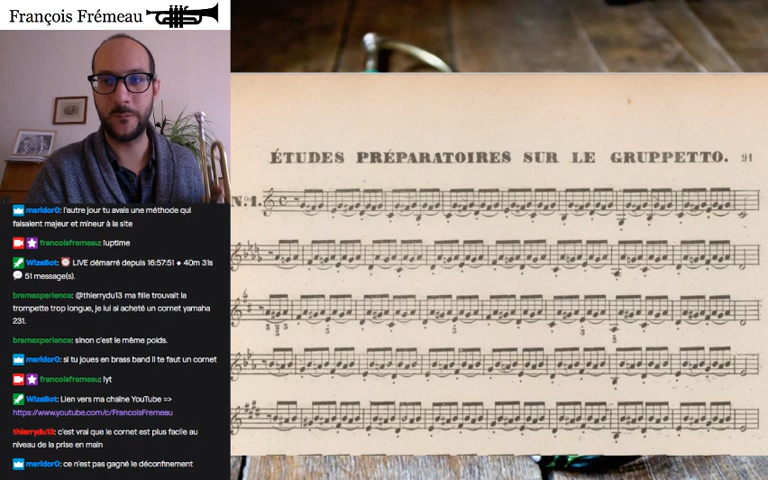 François Frémeau
ÉTUDES PRÉPARATOIRES SUR LE GRUPPETTO. 91
Nº1.
maridor0: l'autre jour tu avais une méthode qui
faisaient majeur et mineur à la site
francoisfremeau: !uptime
WizeBot: ⏰ LIVE démarré depuis 16:57:51 ♦ 40m 31s
💬 51 message(s).
bremexperience: @thierrydu13 ma fille trouvait la
trompette trop longue, je lui ai acheté un cornet yamaha
231.
bremexperience: sinon c'est le même poids.
maridor0: si tu joues en brass band il te faut un cornet
francoisfremeau: !yt
WizeBot: Lien vers ma chaîne YouTube =>
https://www.youtube.com/c/FrancoisFremeau
thierrydu13: c'est vrai que le cornet est plus facile au
niveau de la prise en main
maridor0: ce n'est pas gagné le déconfinement